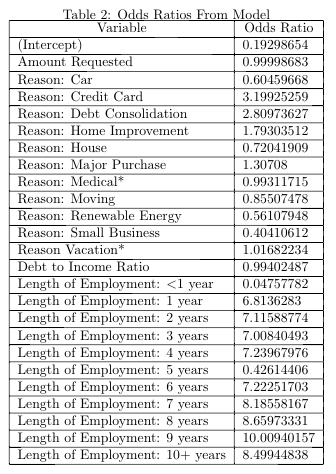 Table 2: Odds Ratios From Model
Variable Odds Ratio
(Intercept) 0.19298654
Amount Requested 0.99998683
Reason: Car 0.60459668
Reason: Credit Card 3.19925259
Reason: Debt Consolidation 2.80973627
Reason: Home Improvement 1.79303512
Reason: House 0.72041909
Reason: Major Purchase 1.30708
Reason: Medical* 0.99311715
Reason: Moving 0.85507478
Reason: Renewable Energy 0.56107948
Reason: Small Business 0.40410612
Reason Vacation* 1.01682234
Debt to Income Ratio 0.99402487
Length of Employment: <1 year 0.04757782
Length of Employment: 1 year 6.8136283
Length of Employment: 2 years 7.11588774
Length of Employment: 3 years 7.00840493
Length of Employment: 4 years 7.23967976
Length of Employment: 5 years 0.42614406
Length of Employment: 6 years 7.22251703
Length of Employment: 7 years 8.18558167
Length of Employment: 8 years 8.65973331
Length of Employment: 9 years 10.00940157
Length of Employment: 10+ years 8.49944838